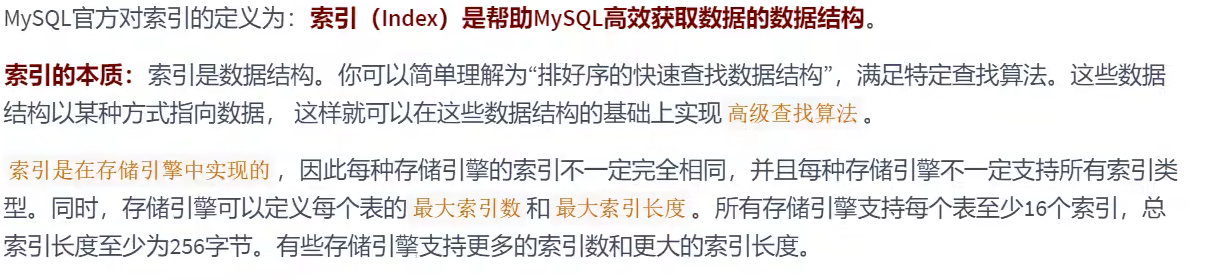 MySQL官方对索引的定义为：索引（Index）是帮助MySQL高效获取数据的数据结构。
索引的本质：索引是数据结构。你可以简单理解为“排好序的快速查找数据结构”，满足特定查找算法。这些数据
结构以某种方式指向数据， 这样就可以在这些数据结构的基础上实现 高级查找算法 。
索引是在存储引擎中实现的 ，因此每种存储引擎的索引不一定完全相同，并且每种存储引擎不一定支持所有索引类
型。同时，存储引擎可以定义每个表的 最大索引数 和 最大索引长度 。所有存储引擎支持每个表至少16个索引，总
索引长度至少为256字节。有些存储引擎支持更多的索引数和更大的索引长度。